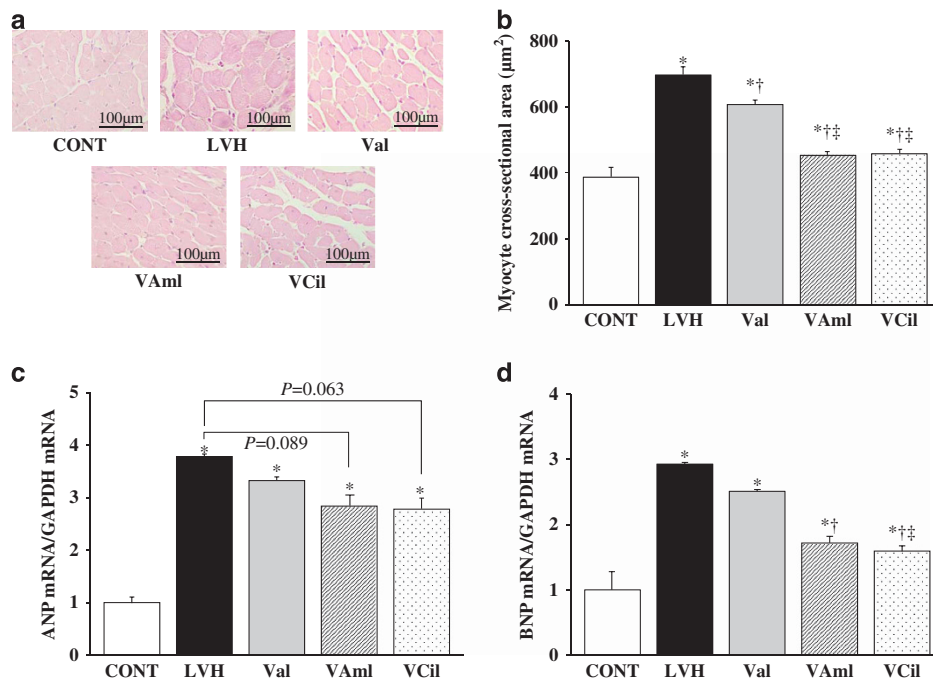 a
100μm
100μm
100μm
CONT
LVH
Val
100μm
100μm
VAml
VCil
b
Myocyte cross-sectional area (μm²)
800
600
400
200
0
*
*†
*†‡
*†‡
CONT
LVH
Val
VAml
VCil
c
ANP mRNA/GAPDH mRNA
5
4
3
2
1
0
P=0.063
P=0.089
*
*
*
*
CONT
LVH
Val
VAml
VCil
d
BNP mRNA/GAPDH mRNA
4
3
2
1
0
*
*
*†
*†‡
CONT
LVH
Val
VAml
VCil